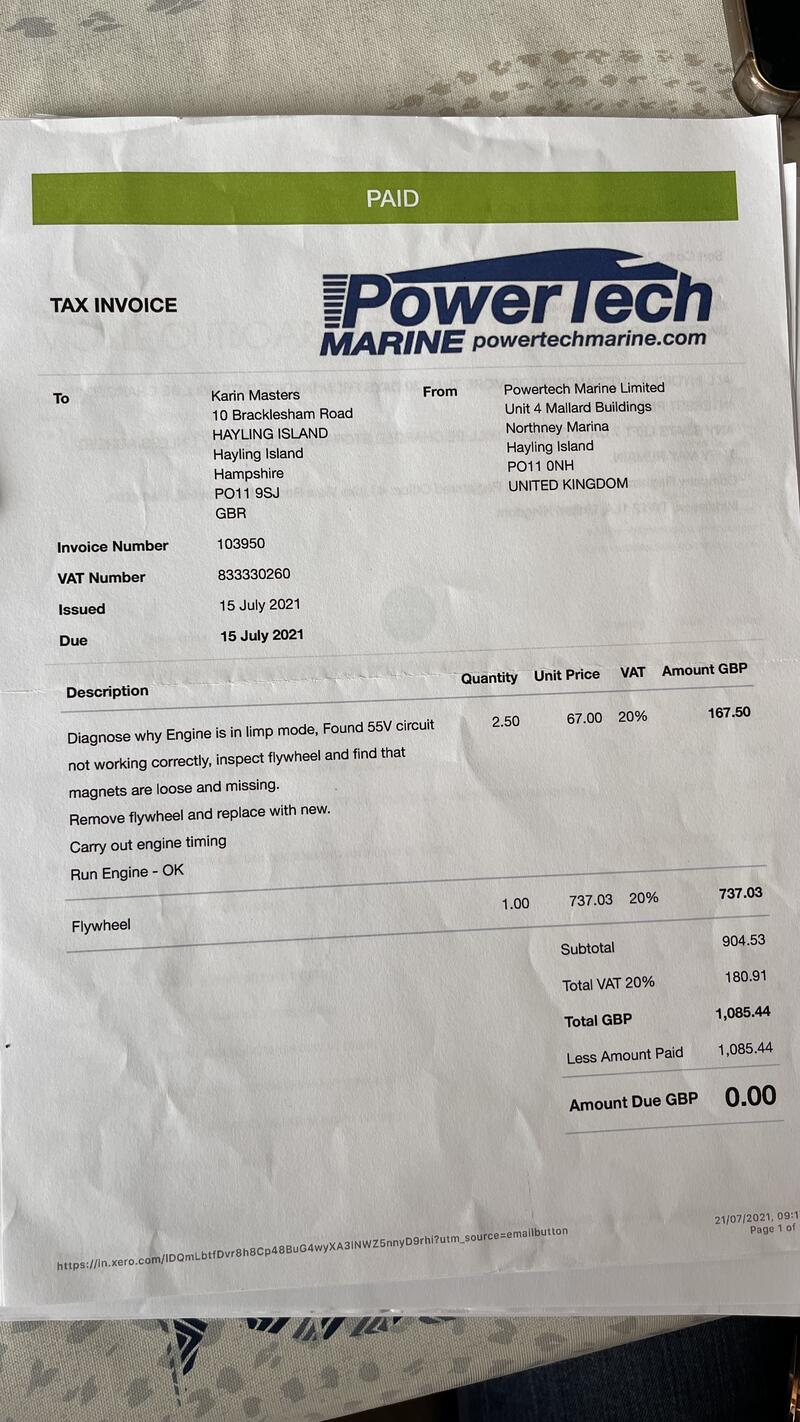 PAID
TAX INVOICE
PowerTech
MARINE powertechmarine.com
To
Karin Masters
10 Bracklesham Road
HAYLING ISLAND
Hayling Island
Hampshire
PO11 9SJ
GBR
From
Powertech Marine Limited
Unit 4 Mallard Buildings
Northney Marina
Hayling Island
PO11 0NH
UNITED KINGDOM
Invoice Number 103950
VAT Number 833330260
Issued 15 July 2021
Due 15 July 2021
Description Quantity Unit Price VAT Amount GBP
Diagnose why Engine is in limp mode, Found 55V circuit 2.50 67.00 20% 167.50
not working correctly, inspect flywheel and find that
magnets are loose and missing.
Remove flywheel and replace with new.
Carry out engine timing
Run Engine - OK
Flywheel 1.00 737.03 20% 737.03
Subtotal 904.53
Total VAT 20% 180.91
Total GBP 1,085.44
Less Amount Paid 1,085.44
Amount Due GBP 0.00
21/07/2021, 09:1
Page 1 of